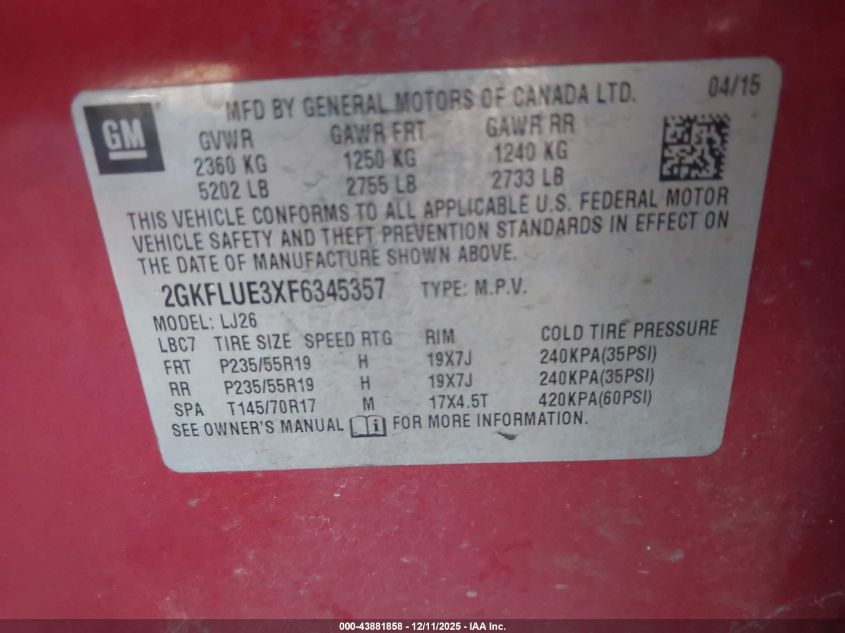 GM
MFD BY GENERAL MOTORS OF CANADA LTD. 04/15
GVWR GAWR FRT GAWR RR
2360 KG 1250 KG 1240 KG
5202 LB 2755 LB 2733 LB
THIS VEHICLE CONFORMS TO ALL APPLICABLE U.S. FEDERAL MOTOR
VEHICLE SAFETY AND THEFT PREVENTION STANDARDS IN EFFECT ON
THE DATE OF MANUFACTURE SHOWN ABOVE.
2GKFLUE3XF6345357 TYPE: M.P.V.
MODEL: LJ26
LBC7 TIRE SIZE SPEED RTG RIM COLD TIRE PRESSURE
FRT P235/55R19 H 19X7J 240KPA(35PSI)
RR P235/55R19 H 19X7J 240KPA(35PSI)
SPA T145/70R17 M 17X4.5T 420KPA(60PSI)
SEE OWNER'S MANUAL FOR MORE INFORMATION.
000-43881858 - 12/11/2025 - IAA Inc.